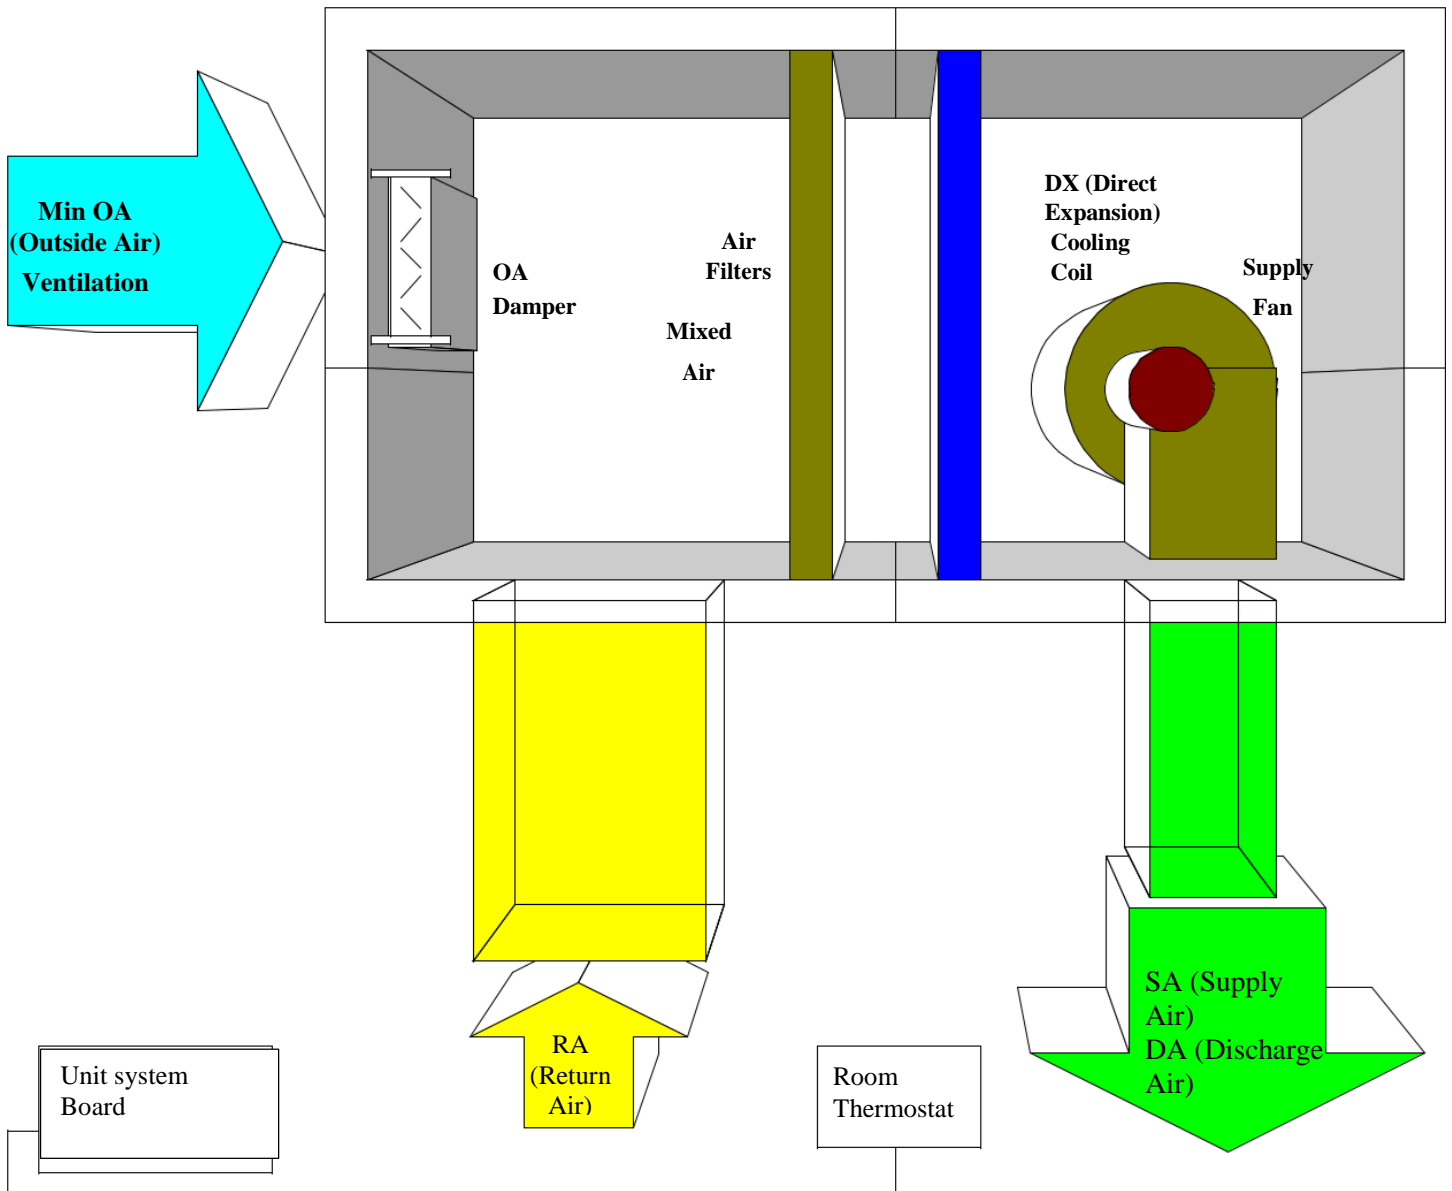 Min OA
(Outside Air)
Ventilation
OA
Damper
Air
Filters
Mixed
Air
DX (Direct
Expansion)
Cooling
Coil
Supply
Fan
RA
(Return
Air)
SA (Supply
Air)
DA (Discharge
Air)
Unit system
Board
Room
Thermostat